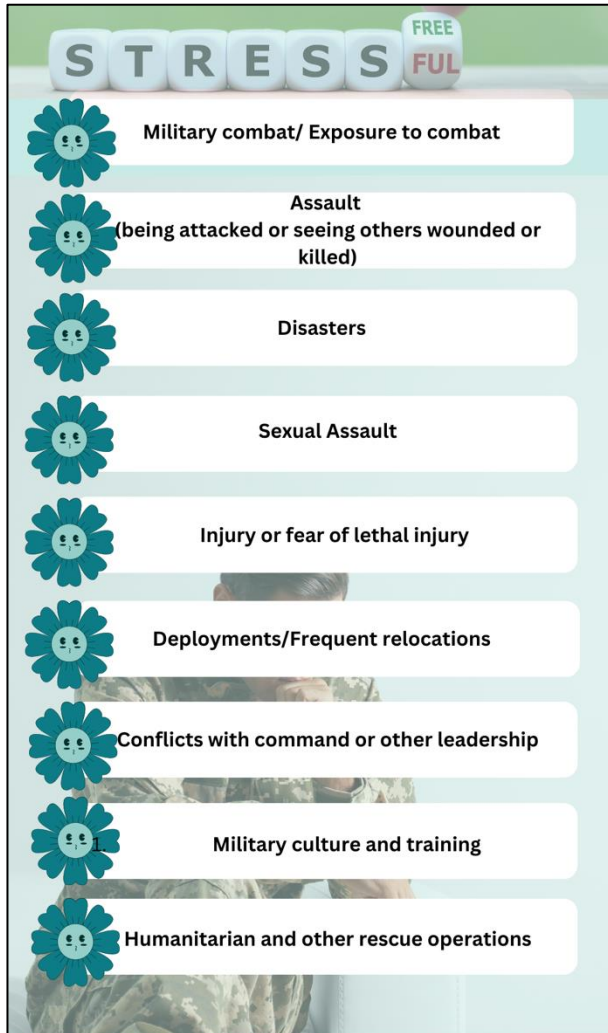 FREE
STRESSFUL
Military combat/ Exposure to combat
Assault
(being attacked or seeing others wounded or
killed)
Disasters
Sexual Assault
Injury or fear of lethal injury
Deployments/Frequent relocations
Conflicts with command or other leadership
1. Military culture and training
Humanitarian and other rescue operations